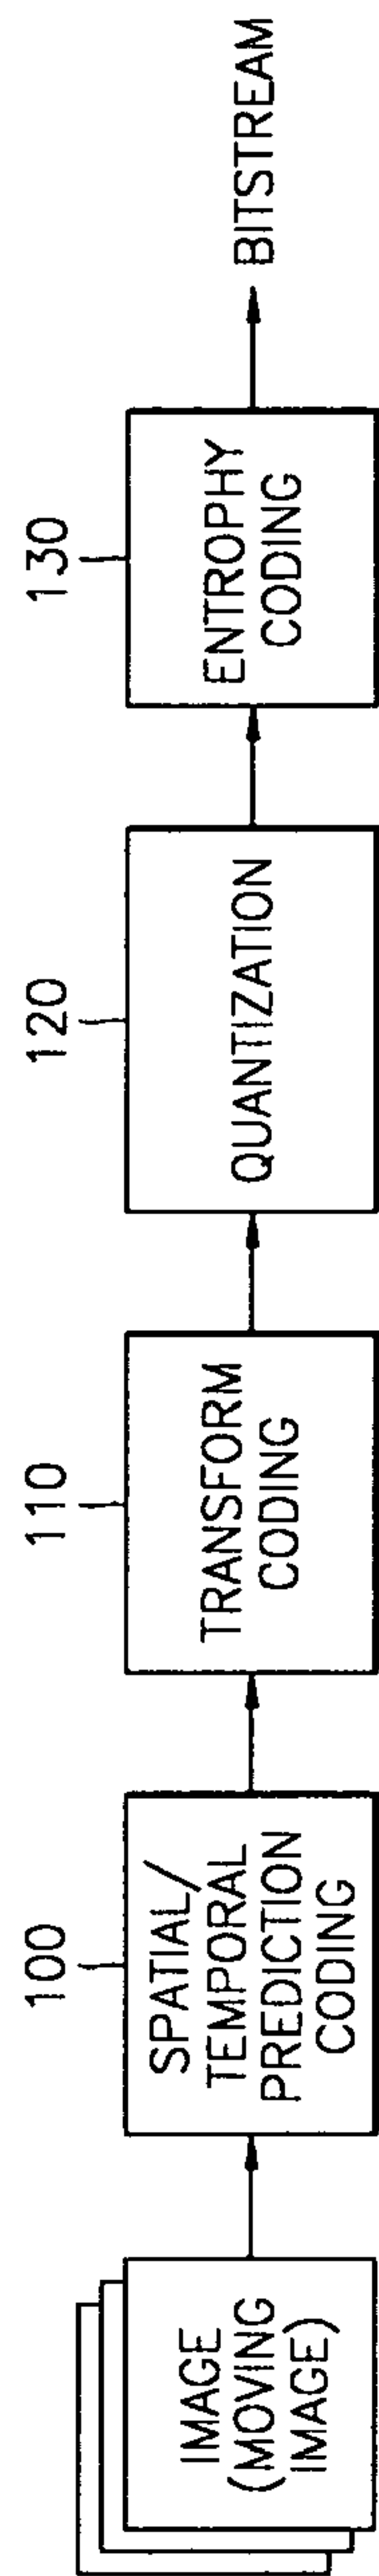 IMAGE
(MOVING
IMAGE)
100
SPATIAL/
TEMPORAL
PREDICTION
CODING
110
TRANSFORM
CODING
120
QUANTIZATION
130
ENTROPHY
CODING
BITSTREAM